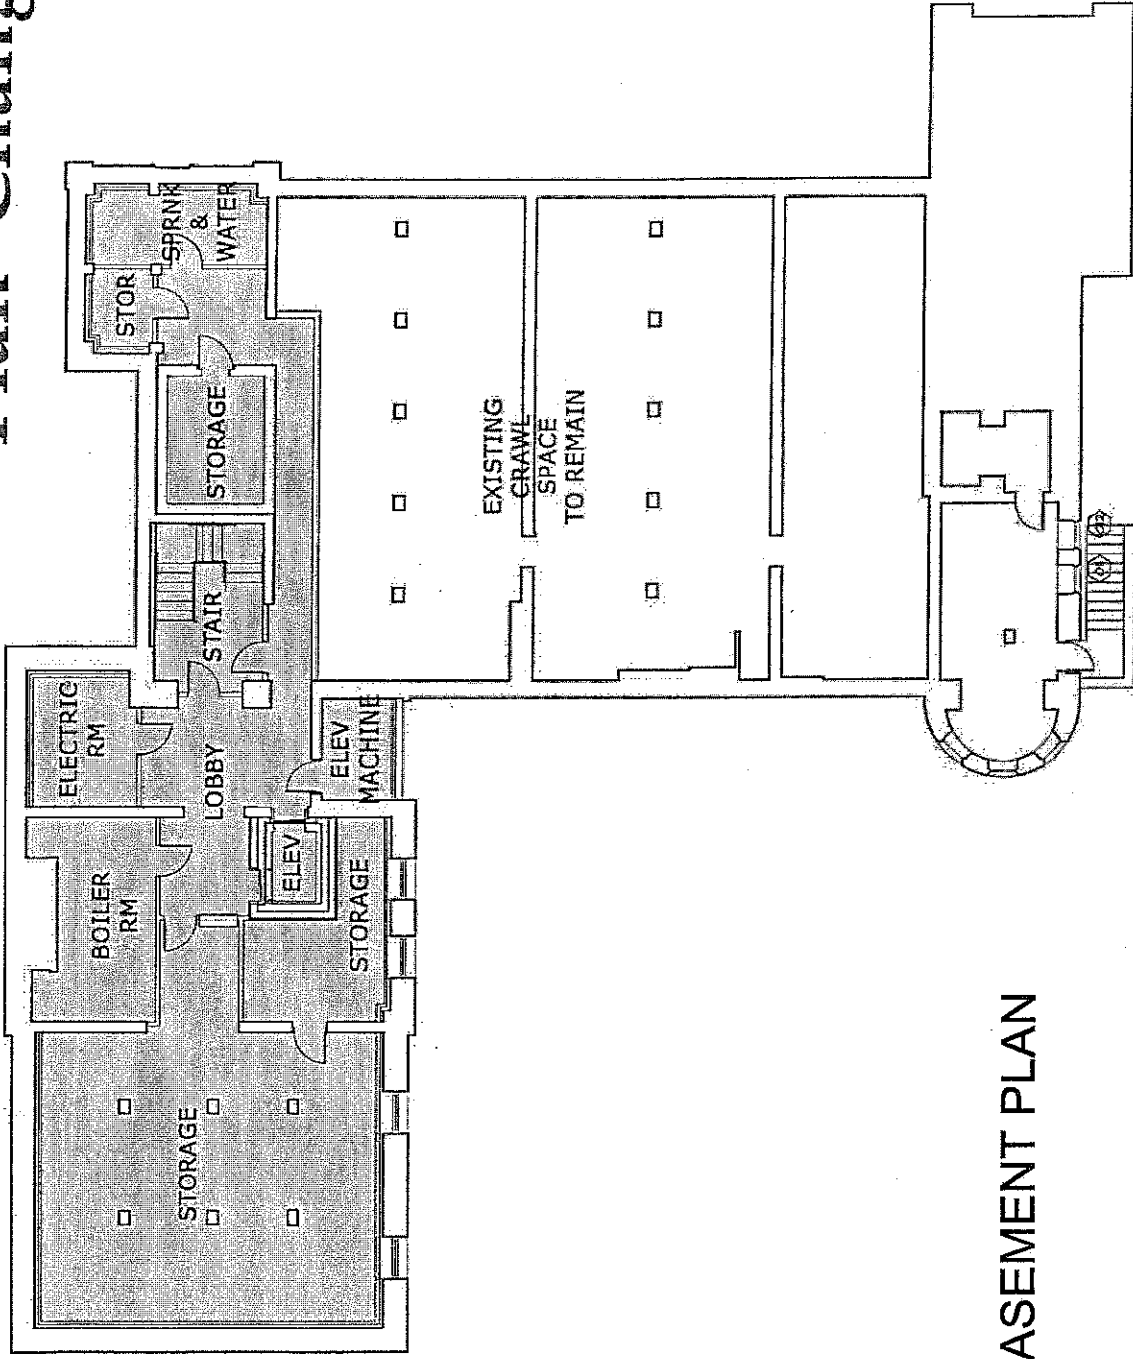 STORAGE
BOILER
RM
ELECTRIC
RM
LOBBY
STAIR
STORAGE
STOR
SPRNK
&
WATER
ELEV
ELEV
MACHINE
STORAGE
EXISTING
CRAWL
SPACE
TO REMAIN
ASEMENT PLAN